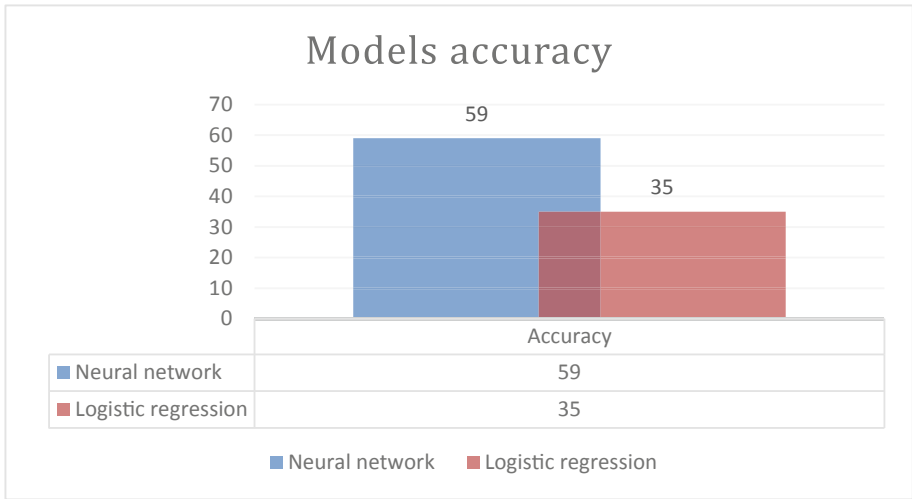 Models accuracy
70
60
50
40
30
20
10
0
59
35
Accuracy
Neural network 59
Logistic regression 35
Neural network Logistic regression